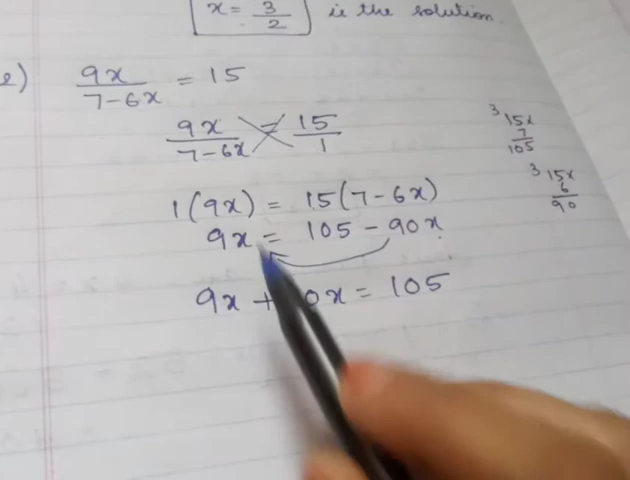 x = 3/2 is the solution.
e) 9x/7-6x = 15
9x/7-6x = 15/1
3 15x
7
105
1(9x) = 15(7-6x)
3 15x
6
90
9x = 105 - 90x
9x + 0x = 105